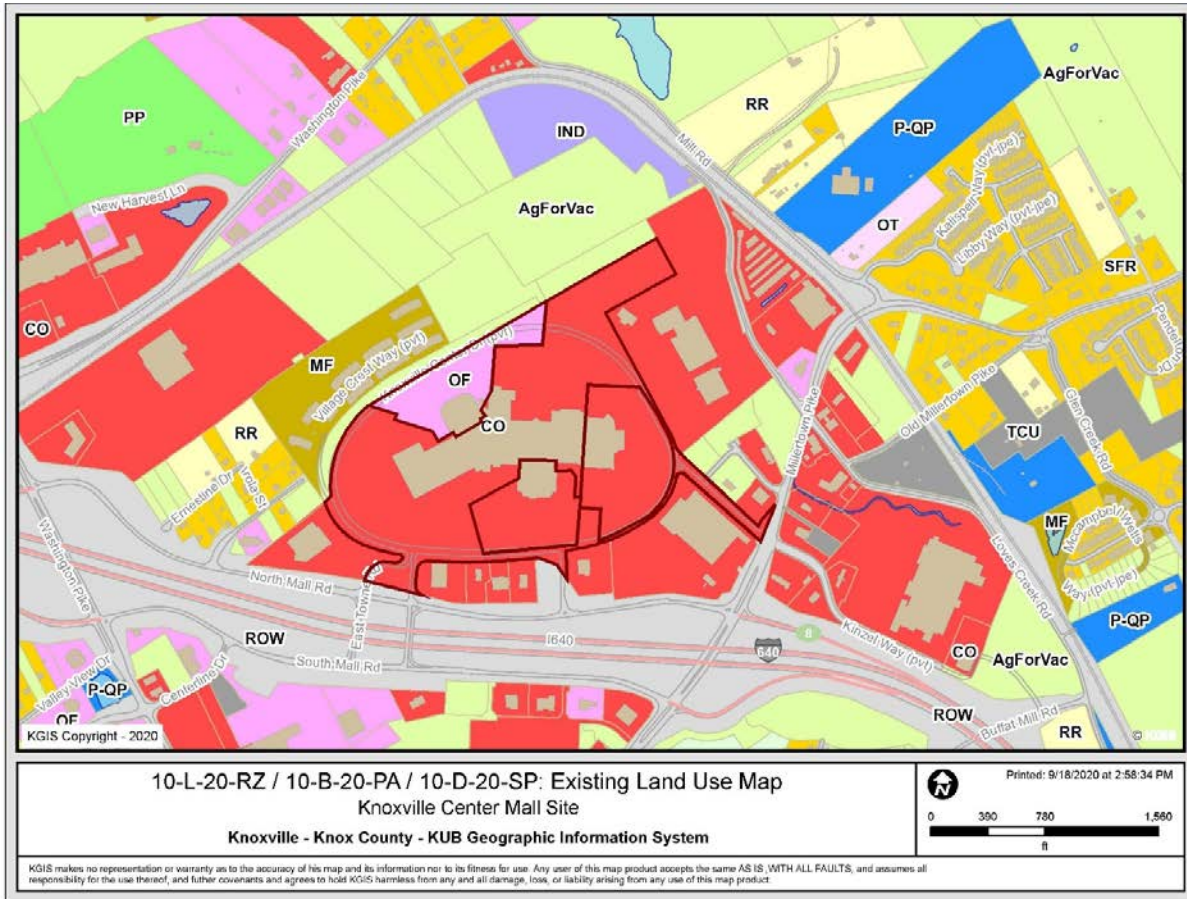 AgForVac
RR
P-QP
PP
IND
Washington Pike
Mill Rd
New Harvest Ln
AgForVac
OT
Kalispell Way (pvt-jpe)
Libby Way (pvt-jpe)
SFR
CO
MF
Village Crest Way (pvt)
OF
CO
Pendelton Dr
RR
Millertown Pike
Old Millertown Pike
TCU
Glen Creek Rd
Ernestine Dr
Arola St
Washington Pike
MF
Mccampbell Wells
Way (pvt-jpe)
Loves Creek Rd
North Mall Rd
East Towne
P-QP
ROW
I640
8
640
Kinzel Way (pvt)
CO
South Mall Rd
AgForVac
Valley View Dr
Centerline Dr
P-QP
OF
ROW
Buffat Mill Rd
RR
KGIS Copyright - 2020
© KGIS
10-L-20-RZ / 10-B-20-PA / 10-D-20-SP: Existing Land Use Map
Knoxville Center Mall Site
Knoxville - Knox County - KUB Geographic Information System
N
Printed: 9/18/2020 at 2:58:34 PM
0 390 780 1,560
ft
KGIS makes no representation or warranty as to the accuracy of his map and its information nor to its fitness for use. Any user of this map product accepts the same AS IS ,WITH ALL FAULTS, and assumes all
responsibility for the use thereof, and futher covenants and agrees to hold KGIS harmless from any and all damage, loss, or liability arising from any use of this map product.